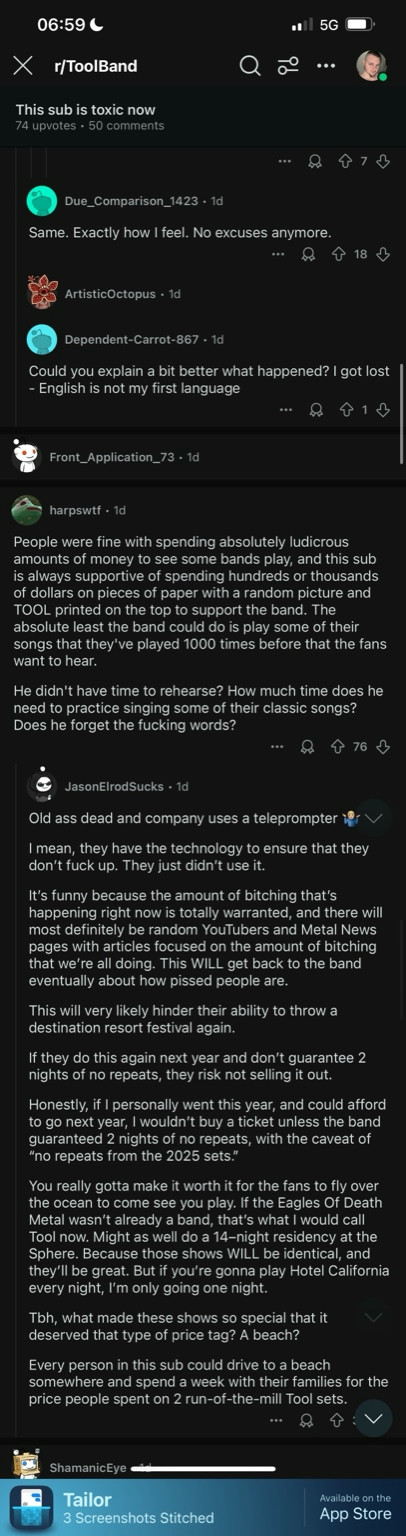 06:59
5G
r/ToolBand
This sub is toxic now
74 upvotes • 50 comments
7
Due_Comparison_1423 • 1d
Same. Exactly how I feel. No excuses anymore.
18
ArtisticOctopus • 1d
Dependent-Carrot-867 • 1d
Could you explain a bit better what happened? I got lost
- English is not my first language
1
Front_Application_73 • 1d
harpswtf • 1d
People were fine with spending absolutely ludicrous
amounts of money to see some bands play, and this sub
is always supportive of spending hundreds or thousands
of dollars on pieces of paper with a random picture and
TOOL printed on the top to support the band. The
absolute least the band could do is play some of their
songs that they've played 1000 times before that the fans
want to hear.
He didn't have time to rehearse? How much time does he
need to practice singing some of their classic songs?
Does he forget the fucking words?
76
JasonElrodSucks • 1d
Old ass dead and company uses a teleprompter 🤷‍♂️
I mean, they have the technology to ensure that they
don’t fuck up. They just didn’t use it.
It’s funny because the amount of bitching that’s
happening right now is totally warranted, and there will
most definitely be random YouTubers and Metal News
pages with articles focused on the amount of bitching
that we’re all doing. This WILL get back to the band
eventually about how pissed people are.
This will very likely hinder their ability to throw a
destination resort festival again.
If they do this again next year and don’t guarantee 2
nights of no repeats, they risk not selling it out.
Honestly, if I personally went this year, and could afford
to go next year, I wouldn’t buy a ticket unless the band
guaranteed 2 nights of no repeats, with the caveat of
“no repeats from the 2025 sets.”
You really gotta make it worth it for the fans to fly over
the ocean to come see you play. If the Eagles Of Death
Metal wasn’t already a band, that’s what I would call
Tool now. Might as well do a 14–night residency at the
Sphere. Because those shows WILL be identical, and
they’ll be great. But if you’re gonna play Hotel California
every night, I’m only going one night.
Tbh, what made these shows so special that it
deserved that type of price tag? A beach?
Every person in this sub could drive to a beach
somewhere and spend a week with their families for the
price people spent on 2 run-of-the-mill Tool sets.
ShamanicEye • 1d
Tailor
3 Screenshots Stitched
Available on the
App Store